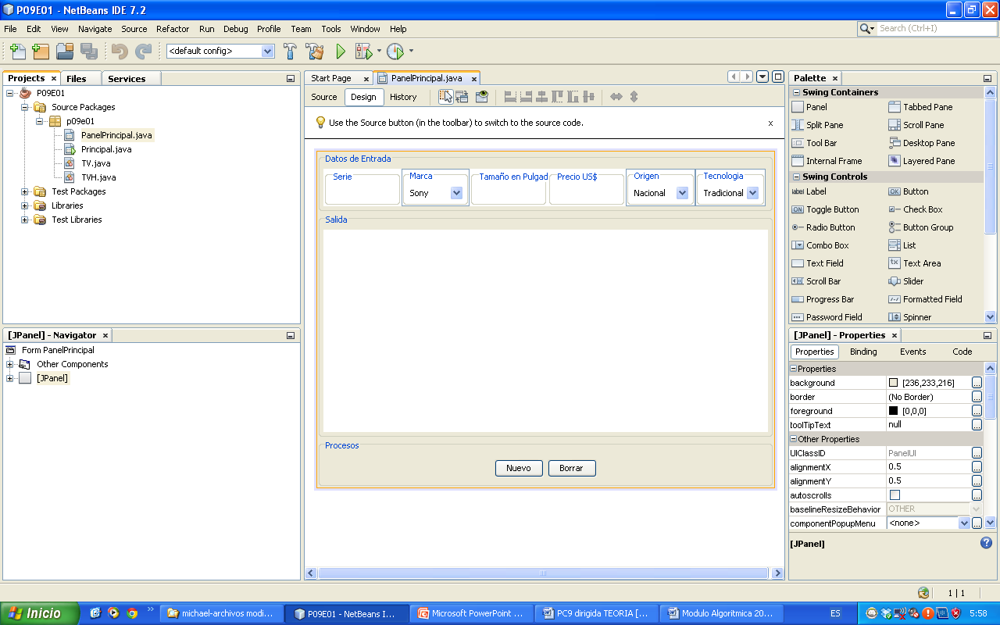 P09E01 - NetBeans IDE 7.2
File Edit View Navigate Source Refactor Run Debug Profile Team Tools Window Help
Search (Ctrl+I)
<default config>
Projects x Files Services
P09E01
Source Packages
p09e01
PanelPrincipal.java
Principal.java
TV.java
TVH.java
Test Packages
Libraries
Test Libraries
[JPanel] - Navigator x
Form PanelPrincipal
Other Components
[JPanel]
Start Page x PanelPrincipal.java x
Source Design History
Use the Source button (in the toolbar) to switch to the source code. x
Datos de Entrada
Serie Marca Tamaño en Pulgad Precio US$ Origen Tecnologia
Sony Nacional Tradicional
Salida
Procesos
Nuevo Borrar
Palette x
Swing Containers
Panel Tabbed Pane
Split Pane Scroll Pane
Tool Bar Desktop Pane
Internal Frame Layered Pane
Swing Controls
label Label OK Button
ON Toggle Button Check Box
Radio Button Button Group
Combo Box List
Text Field Text Area
Scroll Bar Slider
Progress Bar Formatted Field
Password Field Spinner
[JPanel] - Properties x
Properties Binding Events Code
Properties
background [236,233,216] ...
border (No Border) ...
foreground [0,0,0] ...
toolTipText null ...
Other Properties
UIClassID PanelUI ...
alignmentX 0.5 ...
alignmentY 0.5 ...
autoscrolls ...
baselineResizeBehavior OTHER
componentPopupMenu <none> ...
[JPanel]
1 | 1
Inicio
michael-archivos modi...
P09E01 - NetBeans I...
Microsoft PowerPoint ...
PC9 dirigida TEORIA [...
Modulo Algoritmica 20...
ES
5:58